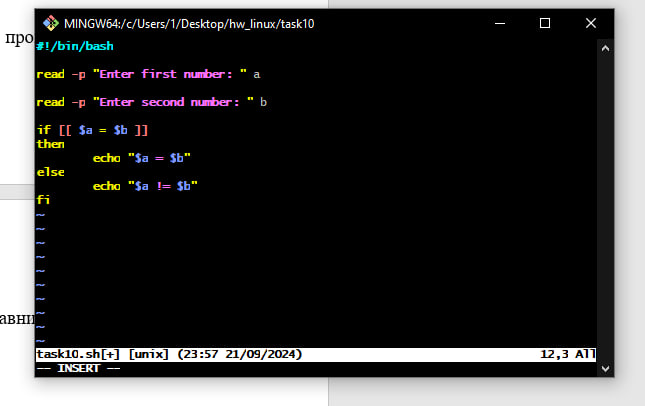 MINGW64:/c/Users/1/Desktop/hw_linux/task10
про
#!/bin/bash
read -p "Enter first number: " a
read -p "Enter second number: " b
if [[ $a = $b ]]
then
echo "$a = $b"
else
echo "$a != $b"
fi
~
~
~
~
~
~
~
~
авни
~
~
task10.sh[+] [unix] (23:57 21/09/2024) 12,3 All
-- INSERT --